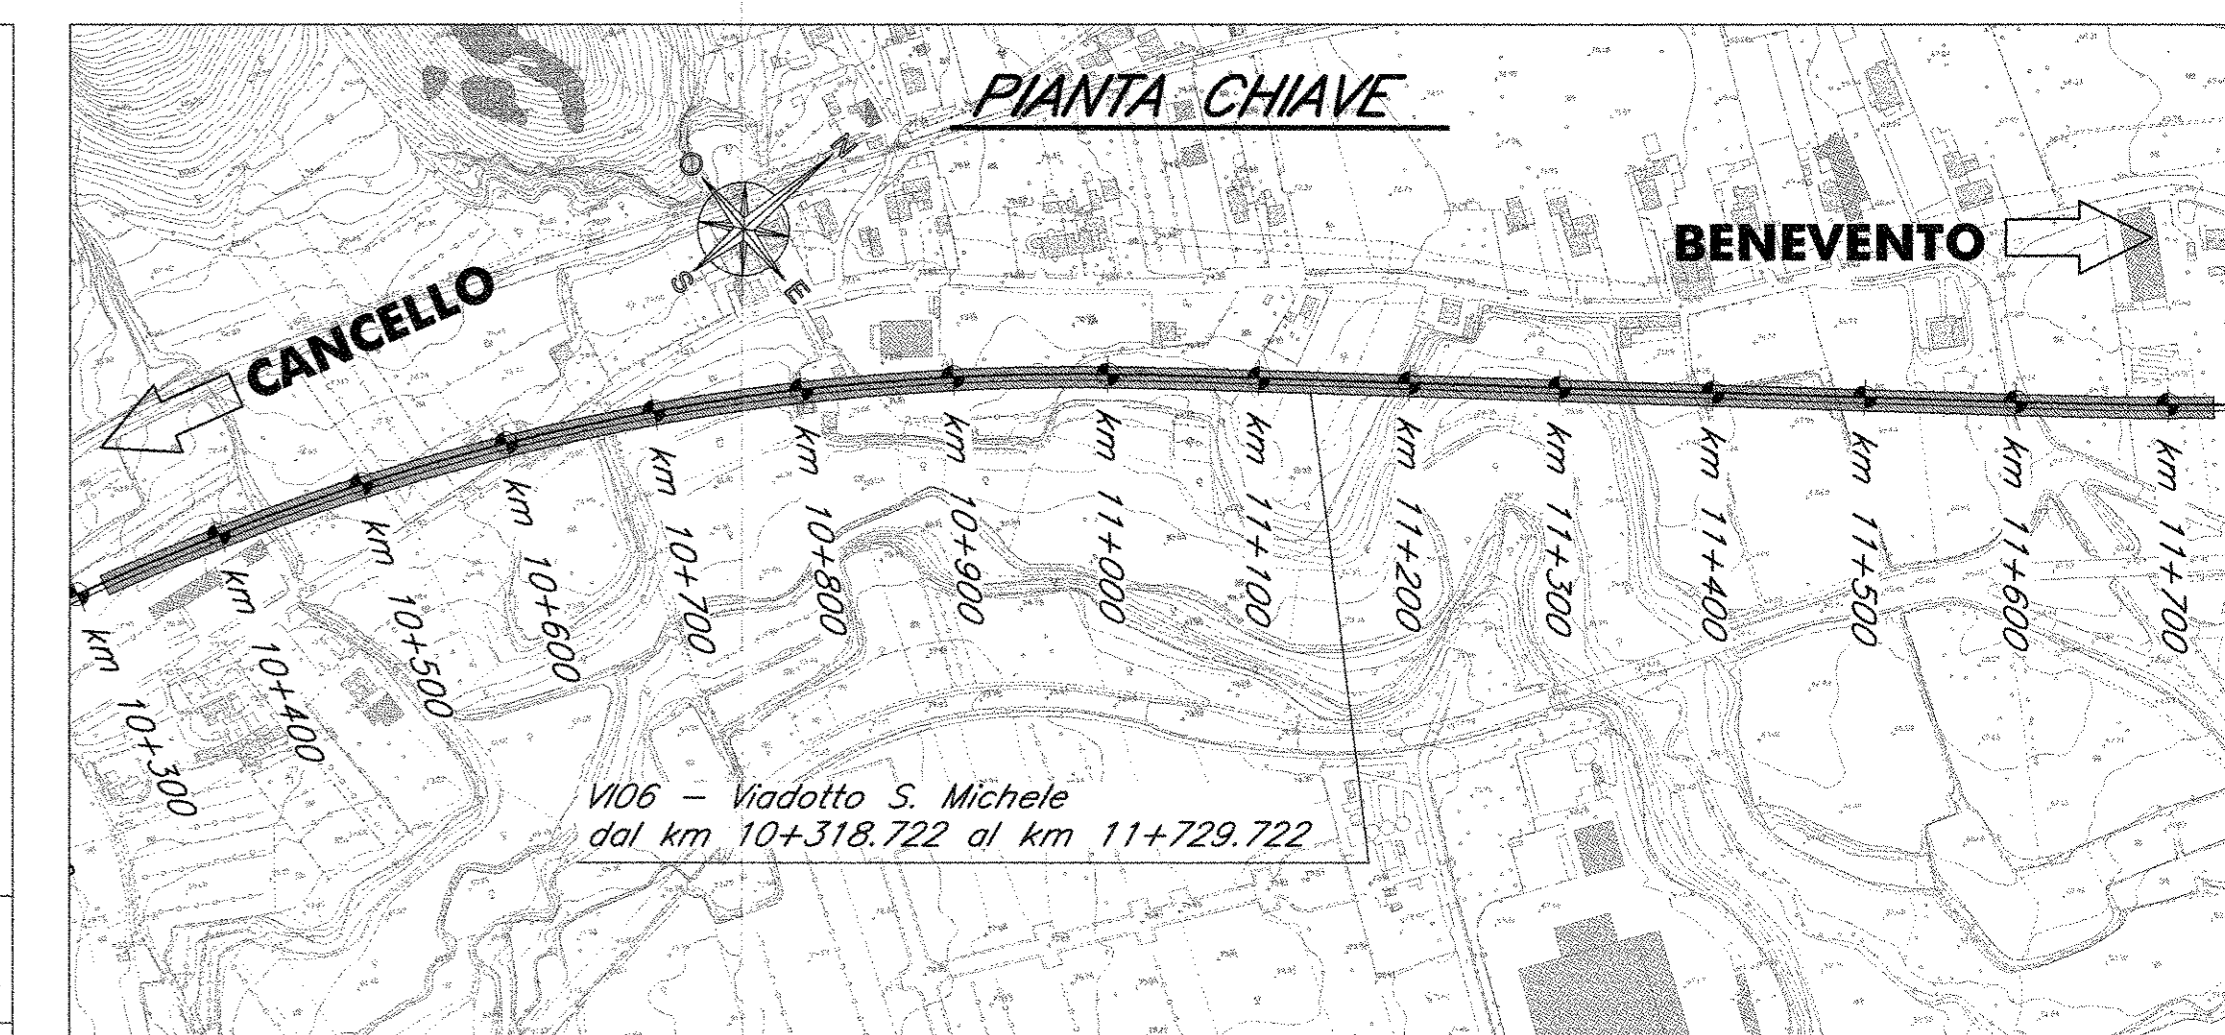 PIANTA CHIAVE
N
O
S
E
BENEVENTO
CANCELLO
km 10+300
km 10+400
km 10+500
km 10+600
km 10+700
km 10+800
km 10+900
km 11+000
km 11+100
km 11+200
km 11+300
km 11+400
km 11+500
km 11+600
km 11+700
VI06 – Viadotto S. Michele
dal km 10+318.722 al km 11+729.722